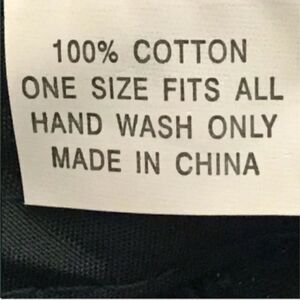 100% COTTON
ONE SIZE FITS ALL
HAND WASH ONLY
MADE IN CHINA